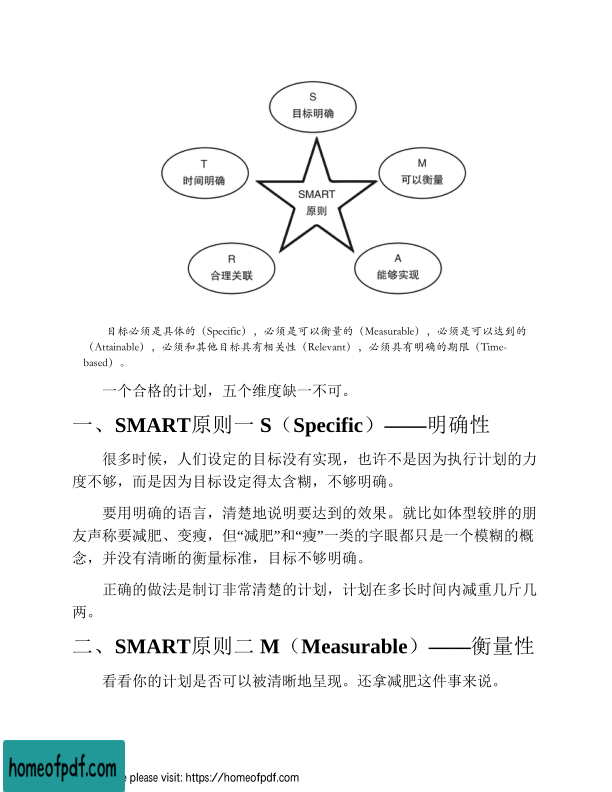 S
目标明确
T
时间明确
M
可以衡量
SMART
原则
R
合理关联
A
能够实现
目标必须是具体的（Specific），必须是可以衡量的（Measurable），必须是可以达到的
（Attainable），必须和其他目标具有相关性（Relevant），必须具有明确的期限（Time-
based）。
一个合格的计划，五个维度缺一不可。
一、SMART原则一 S（Specific）——明确性
很多时候，人们设定的目标没有实现，也许不是因为执行计划的力
度不够，而是因为目标设定得太含糊，不够明确。
要用明确的语言，清楚地说明要达到的效果。就比如体型较胖的朋
友声称要减肥、变瘦，但“减肥”和“瘦”一类的字眼都只是一个模糊的概
念，并没有清晰的衡量标准，目标不够明确。
正确的做法是制订非常清楚的计划，计划在多长时间内减重几斤几
两。
二、SMART原则二 M（Measurable）——衡量性
看看你的计划是否可以被清晰地呈现。还拿减肥这件事来说。
homeofpdf.com
e please visit: https://homeofpdf.com